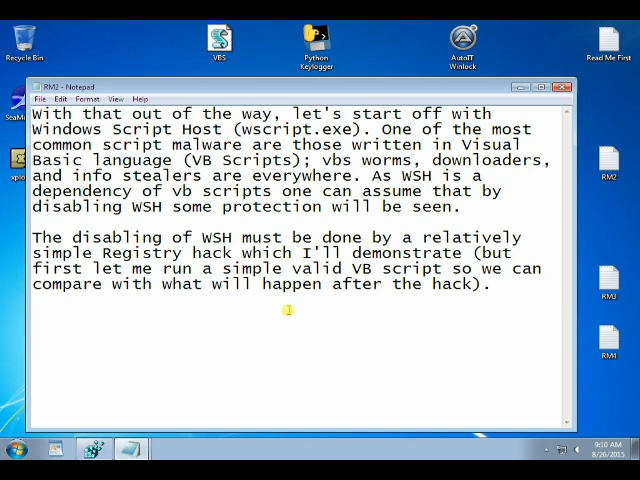 Recycle Bin
VBS
Python
Keylogger
AutoIT
Winlock
Read Me First
RM2 - Notepad
File Edit Format View Help
With that out of the way, let's start off with
Windows Script Host (wscript.exe). One of the most
common script malware are those written in Visual
Basic language (VB Scripts); vbs worms, downloaders,
and info stealers are everywhere. As WSH is a
dependency of vb scripts one can assume that by
disabling WSH some protection will be seen.
The disabling of WSH must be done by a relatively
simple Registry hack which I'll demonstrate (but
first let me run a simple valid VB script so we can
compare with what will happen after the hack).
SeaM
xplo
RM2
RM3
RM4
9:10 AM
8/26/2015